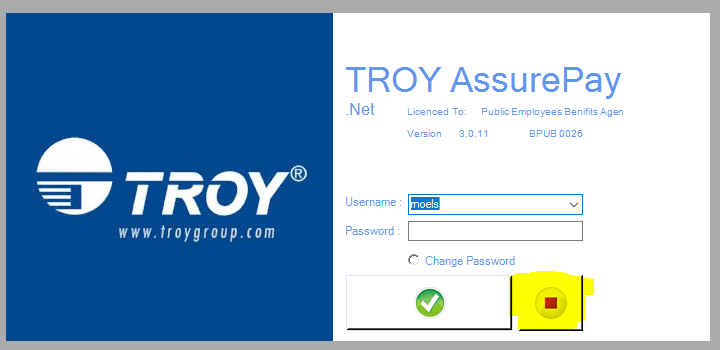 TROY®
www.troygroup.com
TROY AssurePay
.Net Licenced To: Public Employees Benifits Agen
Version 3.0.11 BPUB 0026
Username : moels
Password :
Change Password